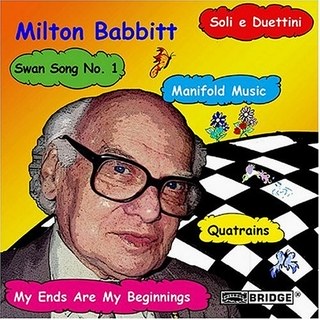 Milton Babbitt
Soli e Duettini
Swan Song No. 1
Manifold Music
Quatrains
My Ends Are My Beginnings
BRIDGE®